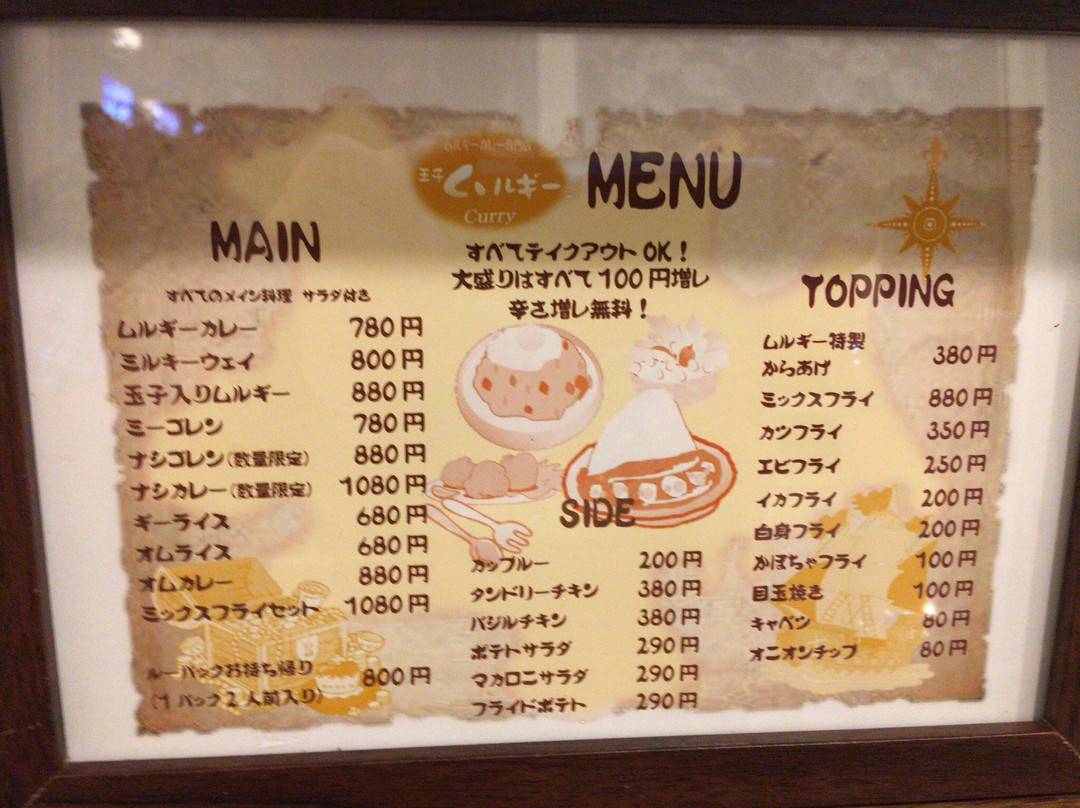 ムルギーカレー専門店
王子
ムルギー
Curry
MENU
すべてテイクアウトOK!
大盛りはすべて100円増し
辛さ増し無料!
MAIN
すべてのメイン料理 サラダ付き
ムルギーカレー 780円
ミルキーウェイ 800円
玉子入りムルギー 880円
ミーゴレン 780円
ナシゴレン(数量限定) 880円
ナシカレー(数量限定) 1080円
ギーライス 680円
オムライス 680円
オムカレー 880円
ミックスフライセット 1080円
ルーパックお持ち帰り 800円
(1パック2人前入り)
SIDE
カップルー 200円
タンドリーチキン 380円
バジルチキン 380円
ポテトサラダ 290円
マカロニサラダ 290円
フライドポテト 290円
TOPPING
ムルギー特製
からあげ 380円
ミックスフライ 880円
カツフライ 350円
エビフライ 250円
イカフライ 200円
白身フライ 200円
かぼちゃフライ 100円
目玉焼き 100円
キャベツ 80円
オニオンチップ 80円